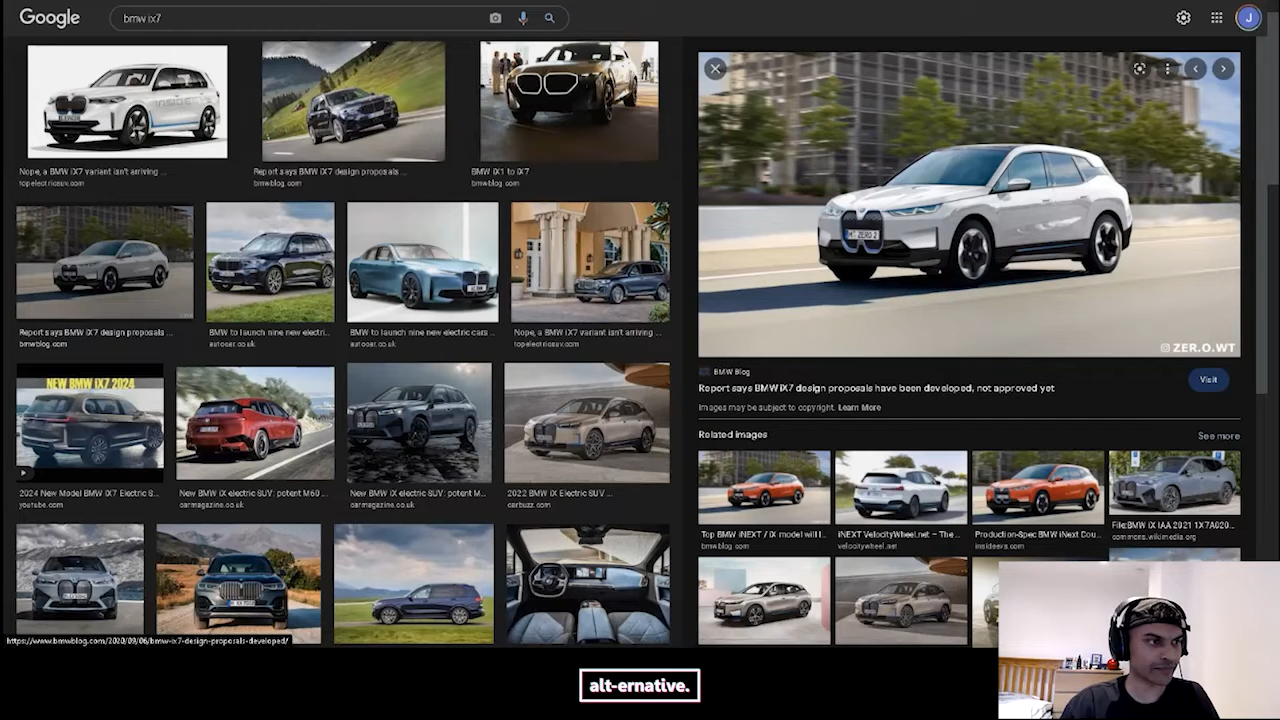 Google
bmw ix7
J
INSIDE
Nope, a BMW iX7 variant isn't arriving ...
topelectricsuv.com
Report says BMW iX7 design proposals ...
bmwblog.com
BMW iX1 to iX7
bmwblog.com
Report says BMW iX7 design proposals ...
bmwblog.com
BMW to launch nine new electri...
autocar.co.uk
BMW to launch nine new electric cars ...
autocar.co.uk
Nope, a BMW iX7 variant isn't arriving ...
topelectricsuv.com
NEW BMW iX7 2024
2024 New Model BMW iX7 Electric S...
youtube.com
New BMW iX electric SUV: potent M60 ...
carmagazine.co.uk
New BMW iX electric SUV: potent M...
carmagazine.co.uk
2022 BMW iX Electric SUV ...
carbuzz.com
https://www.bmwblog.com/2020/09/06/bmw-ix7-design-proposals-developed/
ZER.O.WT
BMW Blog
Report says BMW iX7 design proposals have been developed, not approved yet
Visit
Images may be subject to copyright. Learn More
Related images
See more
Top BMW iNEXT / iX model will l...
bmwblog.com
iNEXT VelocityWheel.net – The ...
velocitywheel.net
Production-Spec BMW iNext Cou...
insideevs.com
File:BMW iX IAA 2021 1X7A020...
commons.wikimedia.org
alt-ernative.